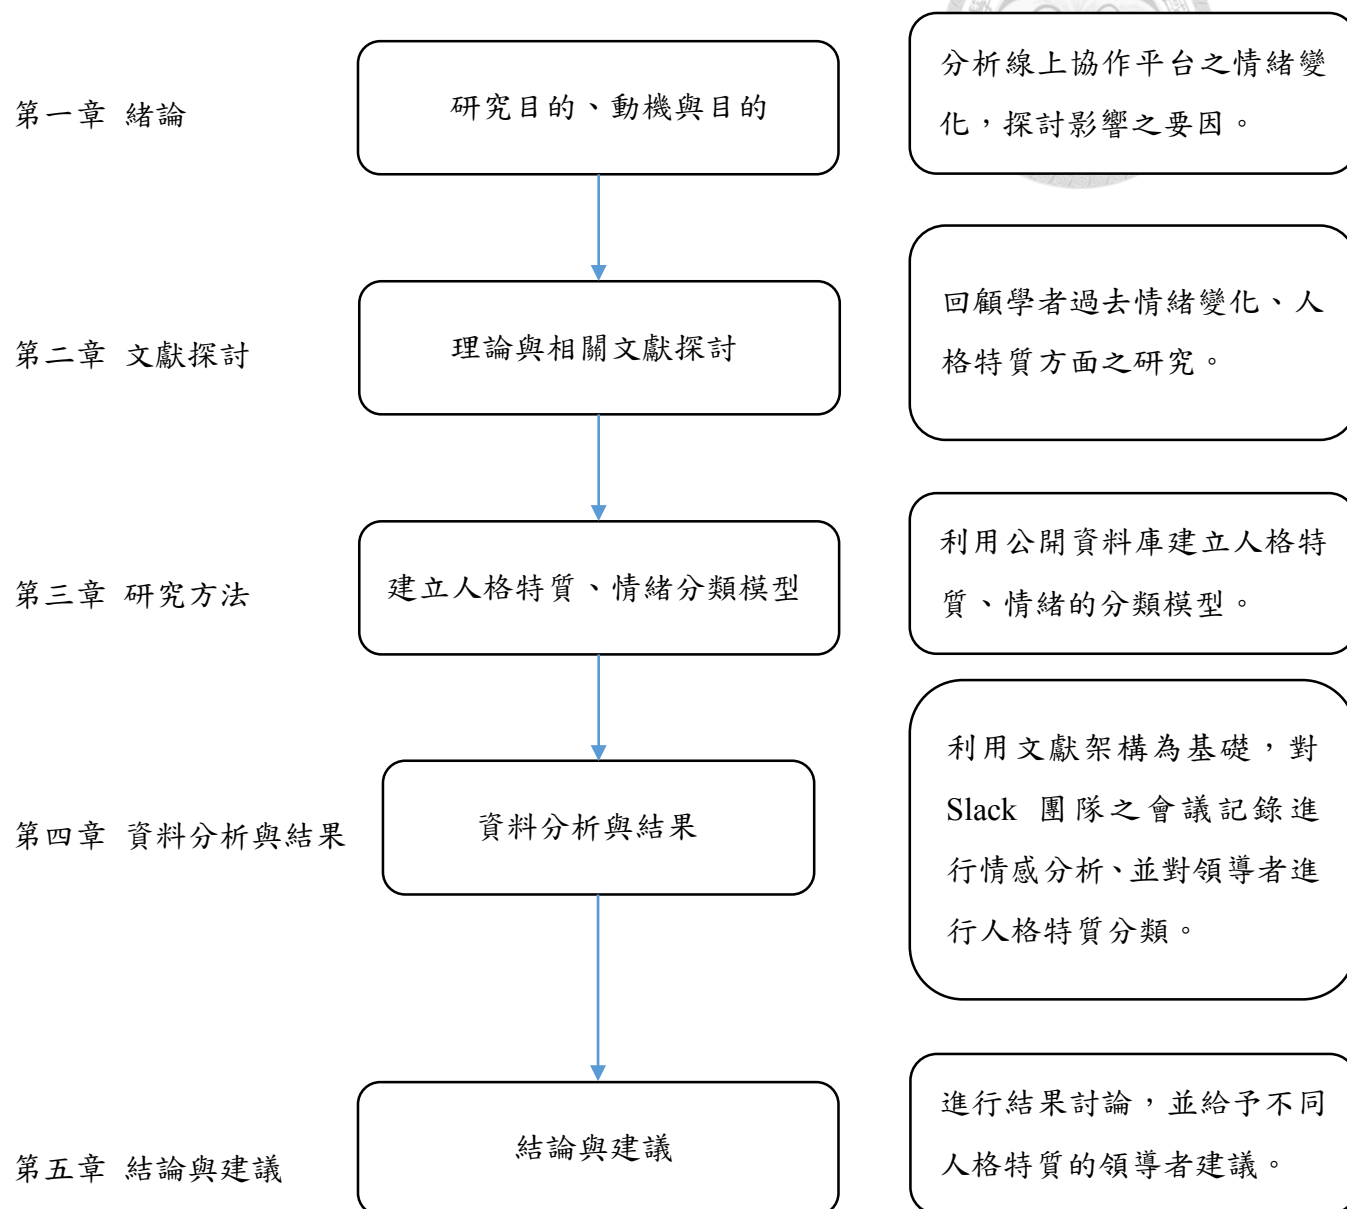 第一章 緒論
研究目的、動機與目的
分析線上協作平台之情緒變
化，探討影響之要因。
第二章 文獻探討
理論與相關文獻探討
回顧學者過去情緒變化、人
格特質方面之研究。
第三章 研究方法
建立人格特質、情緒分類模型
利用公開資料庫建立人格特
質、情緒的分類模型。
第四章 資料分析與結果
資料分析與結果
利用文獻架構為基礎，對
Slack 團隊之會議記錄進
行情感分析、並對領導者進
行人格特質分類。
第五章 結論與建議
結論與建議
進行結果討論，並給予不同
人格特質的領導者建議。